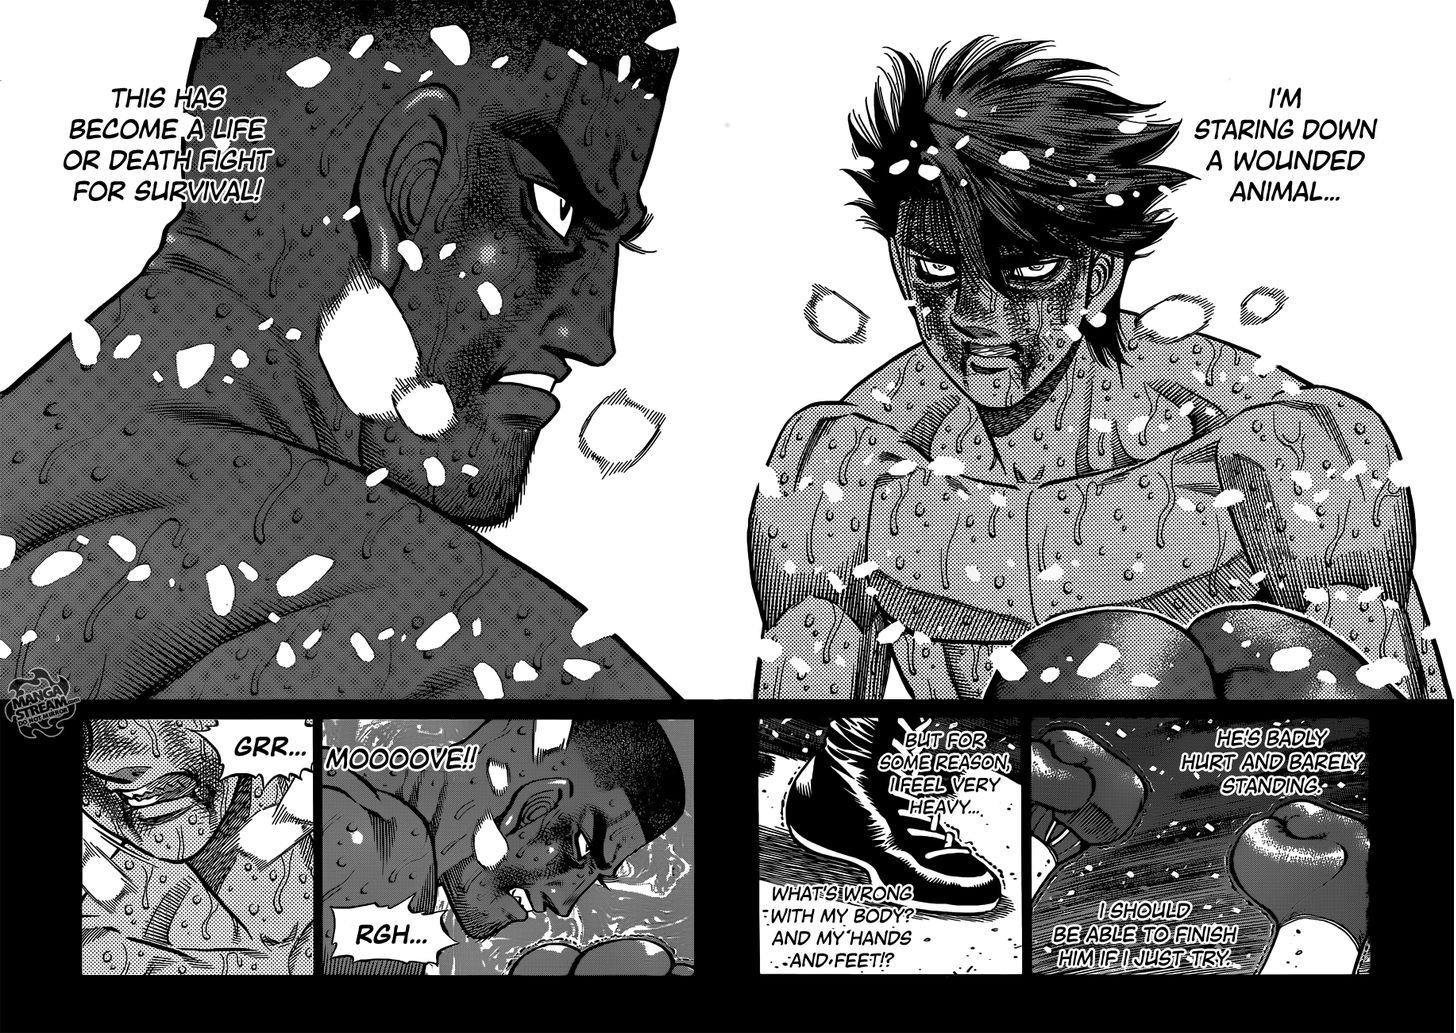 I'M
STARING DOWN
A WOUNDED
ANIMAL...
THIS HAS
BECOME A LIFE
OR DEATH FIGHT
FOR SURVIVAL!
HE'S BADLY
HURT AND BARELY
STANDING.
I SHOULD
BE ABLE TO FINISH
HIM IF I JUST TRY.
BUT FOR
SOME REASON,
I FEEL VERY
HEAVY...
WHAT'S WRONG
WITH MY BODY?
AND MY HANDS
AND FEET!?
MOOOOVE!!
RGH...
GRR...
MANGA
STREAM